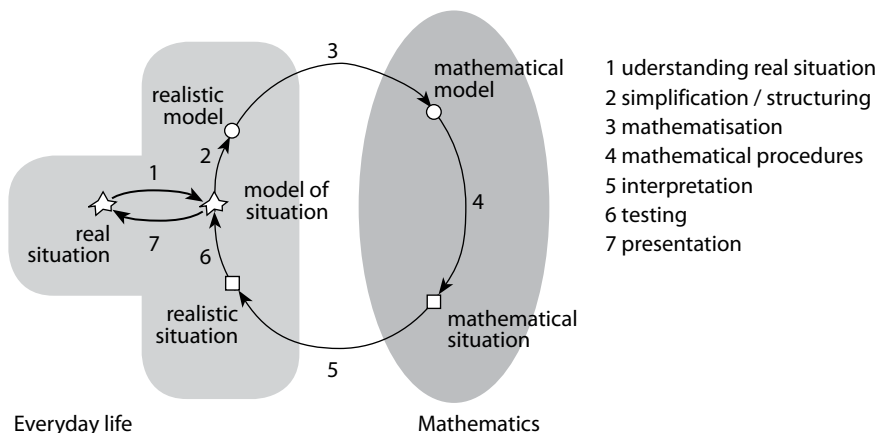 3
mathematical
model
realistic
model
2
1
model of
situation
4
real
situation
7
6
realistic
situation
mathematical
situation
5
Everyday life
Mathematics
1 uderstanding real situation
2 simplification / structuring
3 mathematisation
4 mathematical procedures
5 interpretation
6 testing
7 presentation